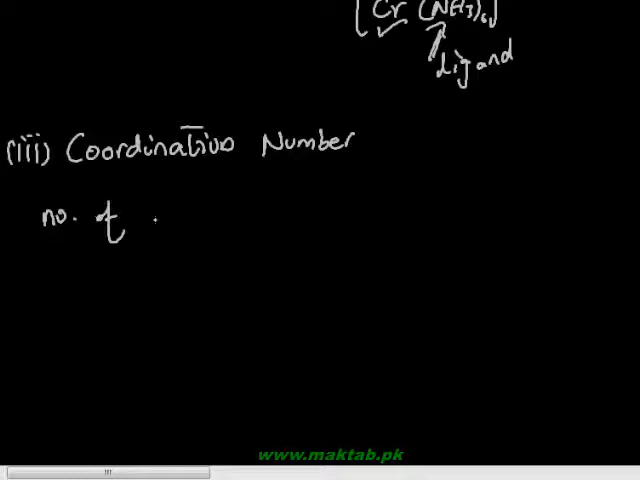 [Cr (NH3)6]
ligand
(iii) Coordination Number
no. of
www.maktab.pk